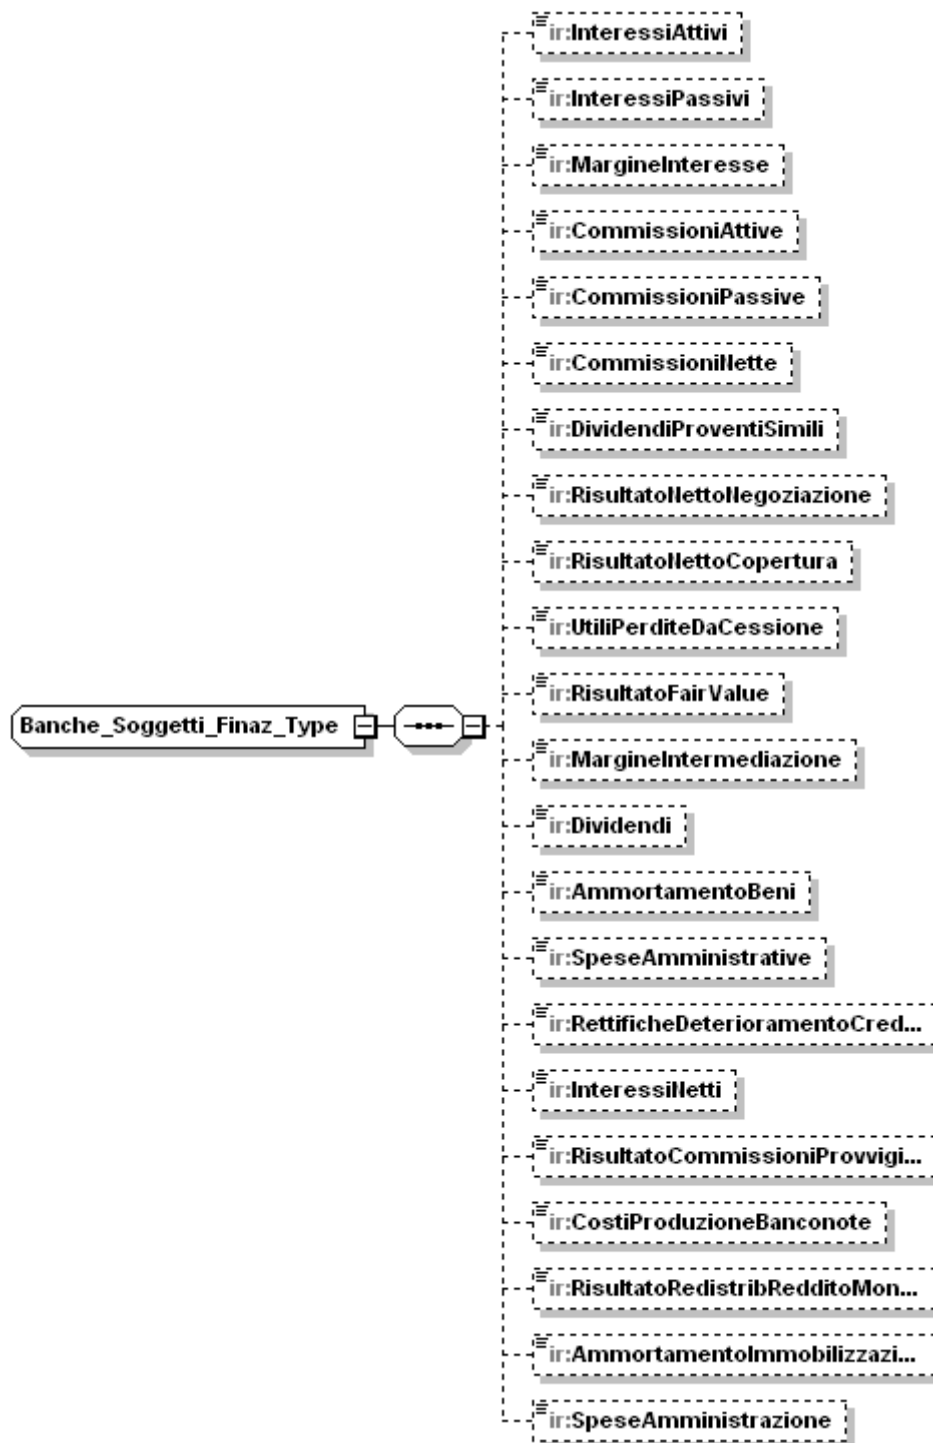 ir:InteressiAttivi
ir:InteressiPassivi
ir:MargineInteresse
ir:CommissioniAttive
ir:CommissioniPassive
ir:CommissioniNette
ir:DividendiProventiSimili
ir:RisultatoNettoNegoziazione
ir:RisultatoNettoCopertura
ir:UtiliPerditeDaCessione
ir:RisultatoFairValue
Banche_Soggetti_Finaz_Type
ir:MargineIntermediazione
ir:Dividendi
ir:AmmortamentoBeni
ir:SpeseAmministrative
ir:RettificheDeterioramentoCred...
ir:InteressiNetti
ir:RisultatoCommissioniProvvigi...
ir:CostiProduzioneBanconote
ir:RisultatoRedistribRedditoMon...
ir:AmmortamentoImmobilizzazi...
ir:SpeseAmministrazione